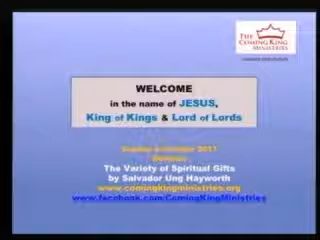 THE
COMING KING
MINISTRIES
WELCOME
in the name of JESUS,
King of Kings & Lord of Lords
2017
The Variety of Spiritual Gifts
by Salvador Ung Hayworth
www.comingkingministries.org
www.facebook.com/ComingKingMinistries